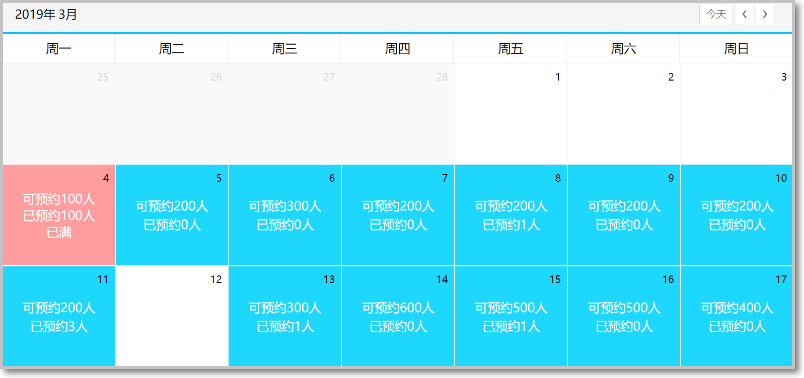 2019年 3月 今天
周一 周二 周三 周四 周五 周六 周日
25 26 27 28 1 2 3
4 5 6 7 8 9 10
可预约100人 可预约200人 可预约300人 可预约200人 可预约200人 可预约200人 可预约200人
已预约100人 已预约0人 已预约0人 已预约0人 已预约1人 已预约0人 已预约0人
已满
11 12 13 14 15 16 17
可预约200人 可预约300人 可预约600人 可预约500人 可预约500人 可预约400人
已预约3人 已预约1人 已预约0人 已预约1人 已预约0人 已预约0人